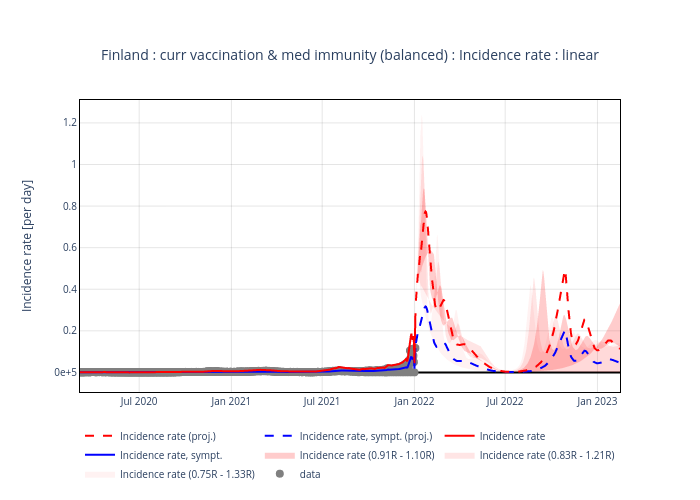 Finland : curr vaccination & med immunity (balanced) : Incidence rate : linear
Incidence rate [per day]
1.2
1
0.8
0.6
0.4
0.2
0e+5
Jul 2020
Jan 2021
Jul 2021
Jan 2022
Jul 2022
Jan 2023
Incidence rate (proj.)
Incidence rate, sympt. (proj.)
Incidence rate
Incidence rate, sympt.
Incidence rate (0.91R - 1.10R)
Incidence rate (0.83R - 1.21R)
Incidence rate (0.75R - 1.33R)
data